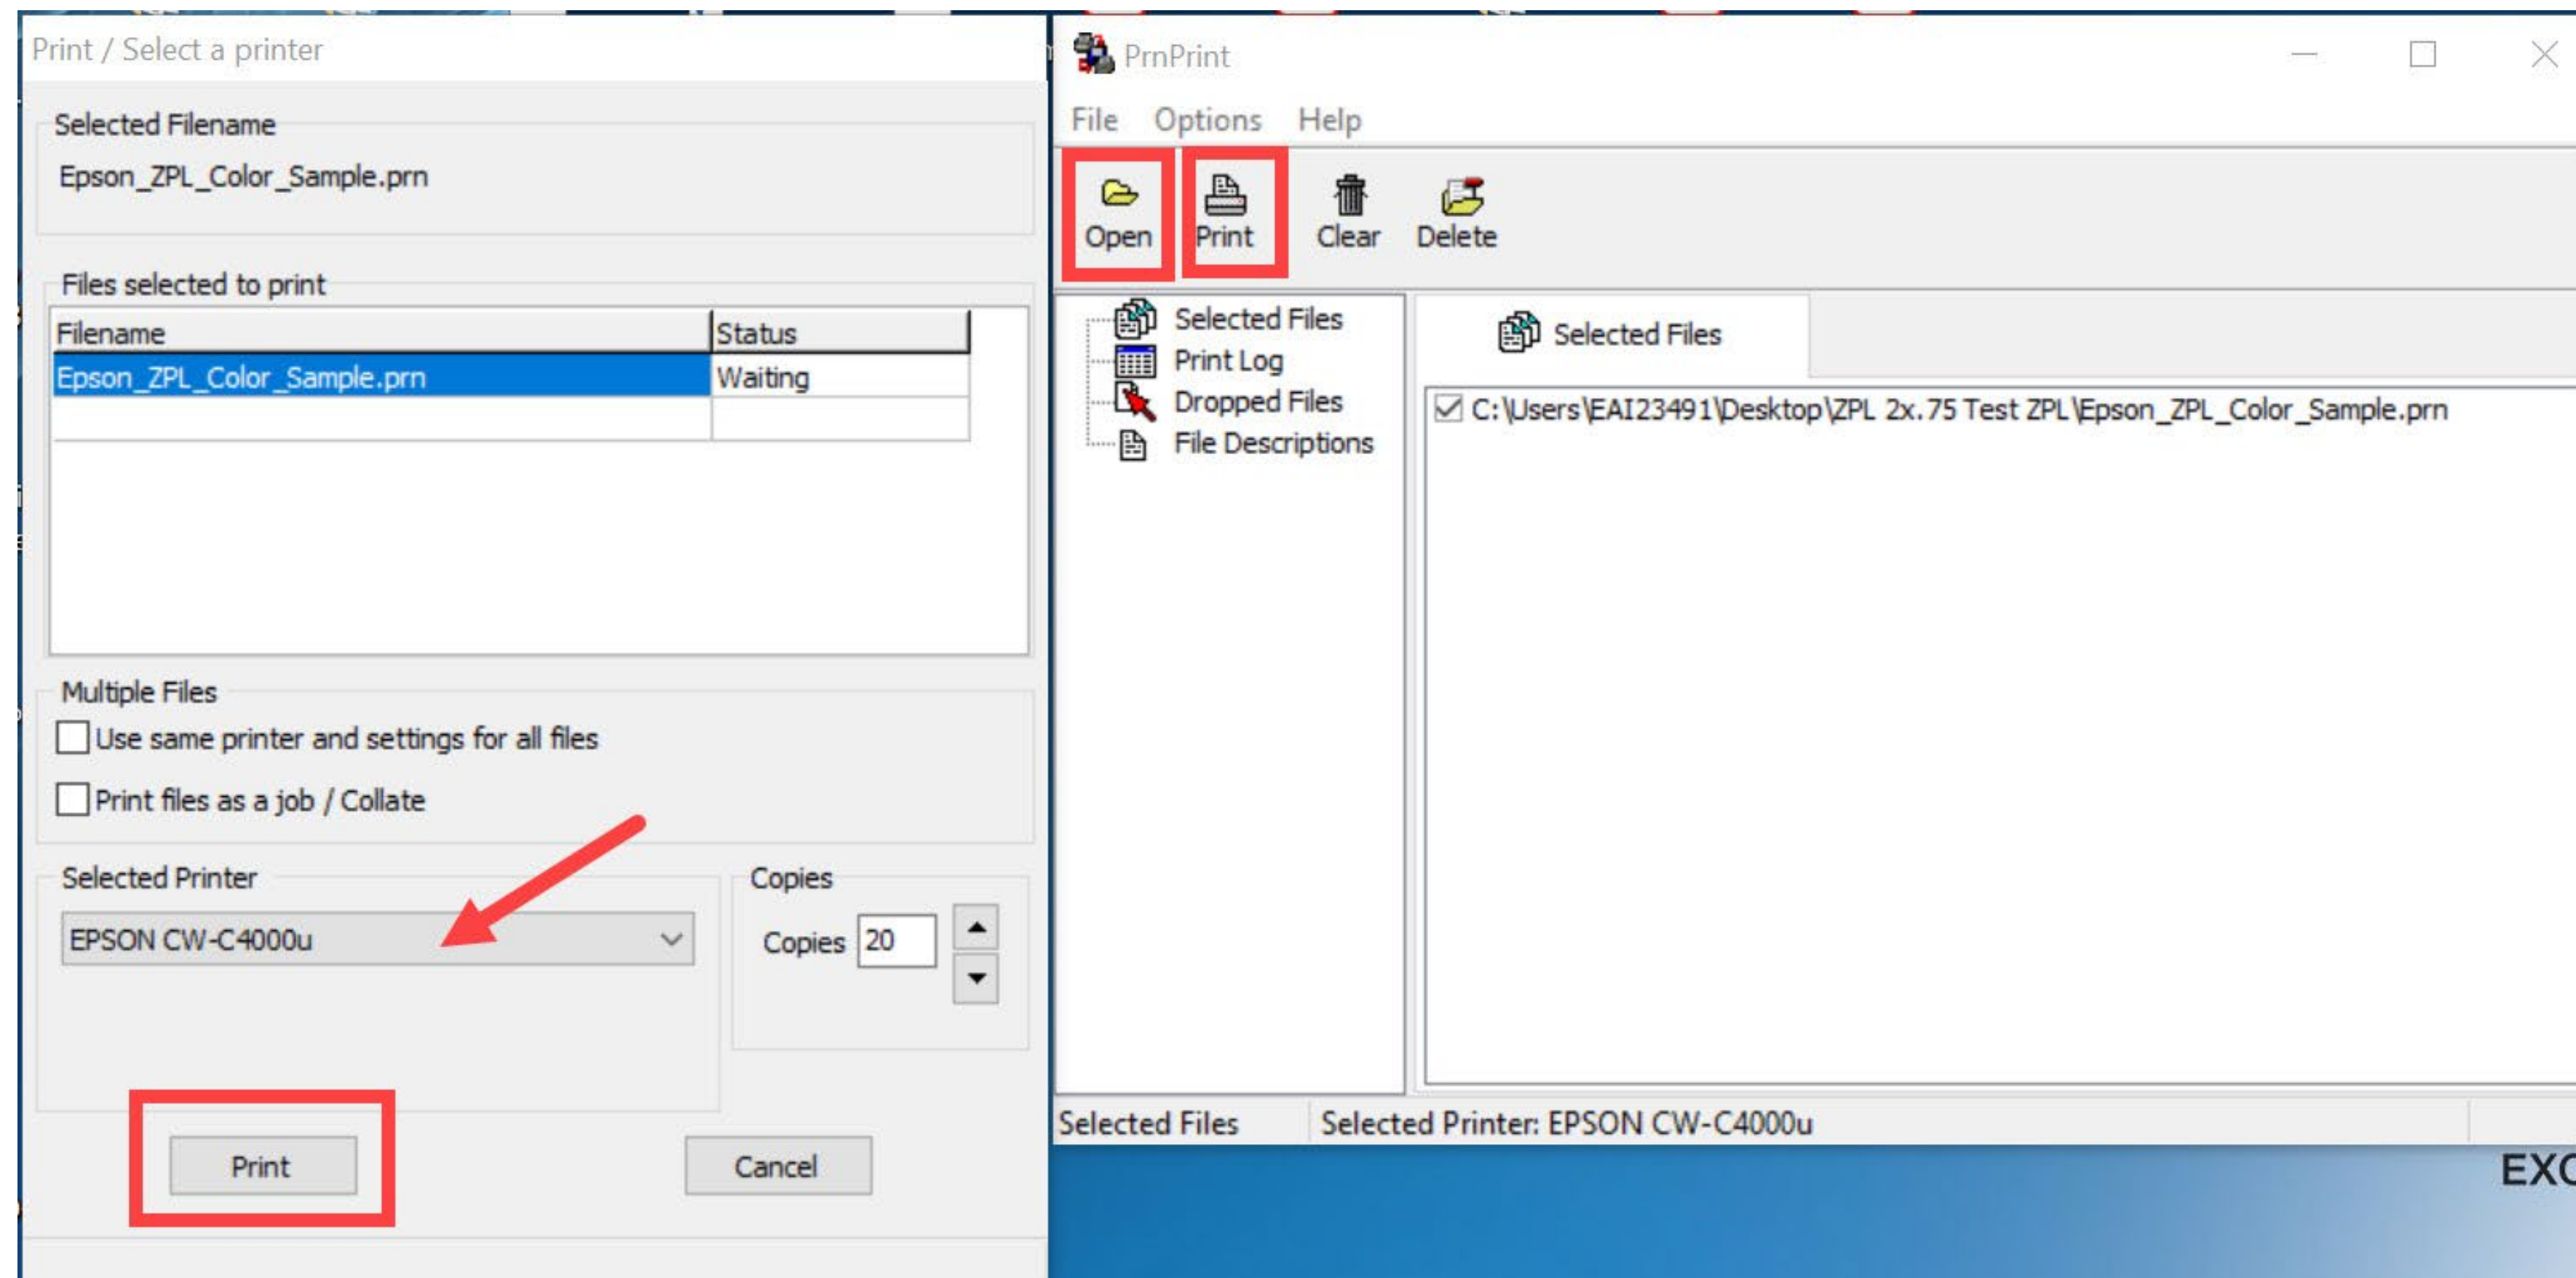 Print / Select a printer
Selected Filename
Epson_ZPL_Color_Sample.prn
Files selected to print
Filename Status
Epson_ZPL_Color_Sample.prn Waiting
Multiple Files
Use same printer and settings for all files
Print files as a job / Collate
Selected Printer
EPSON CW-C4000u
Copies
Copies 20
Print Cancel
PrnPrint
File Options Help
Open Print Clear Delete
Selected Files
Print Log
Dropped Files
File Descriptions
Selected Files
C:\Users\EAI23491\Desktop\ZPL 2x.75 Test ZPL\Epson_ZPL_Color_Sample.prn
Selected Files Selected Printer: EPSON CW-C4000u